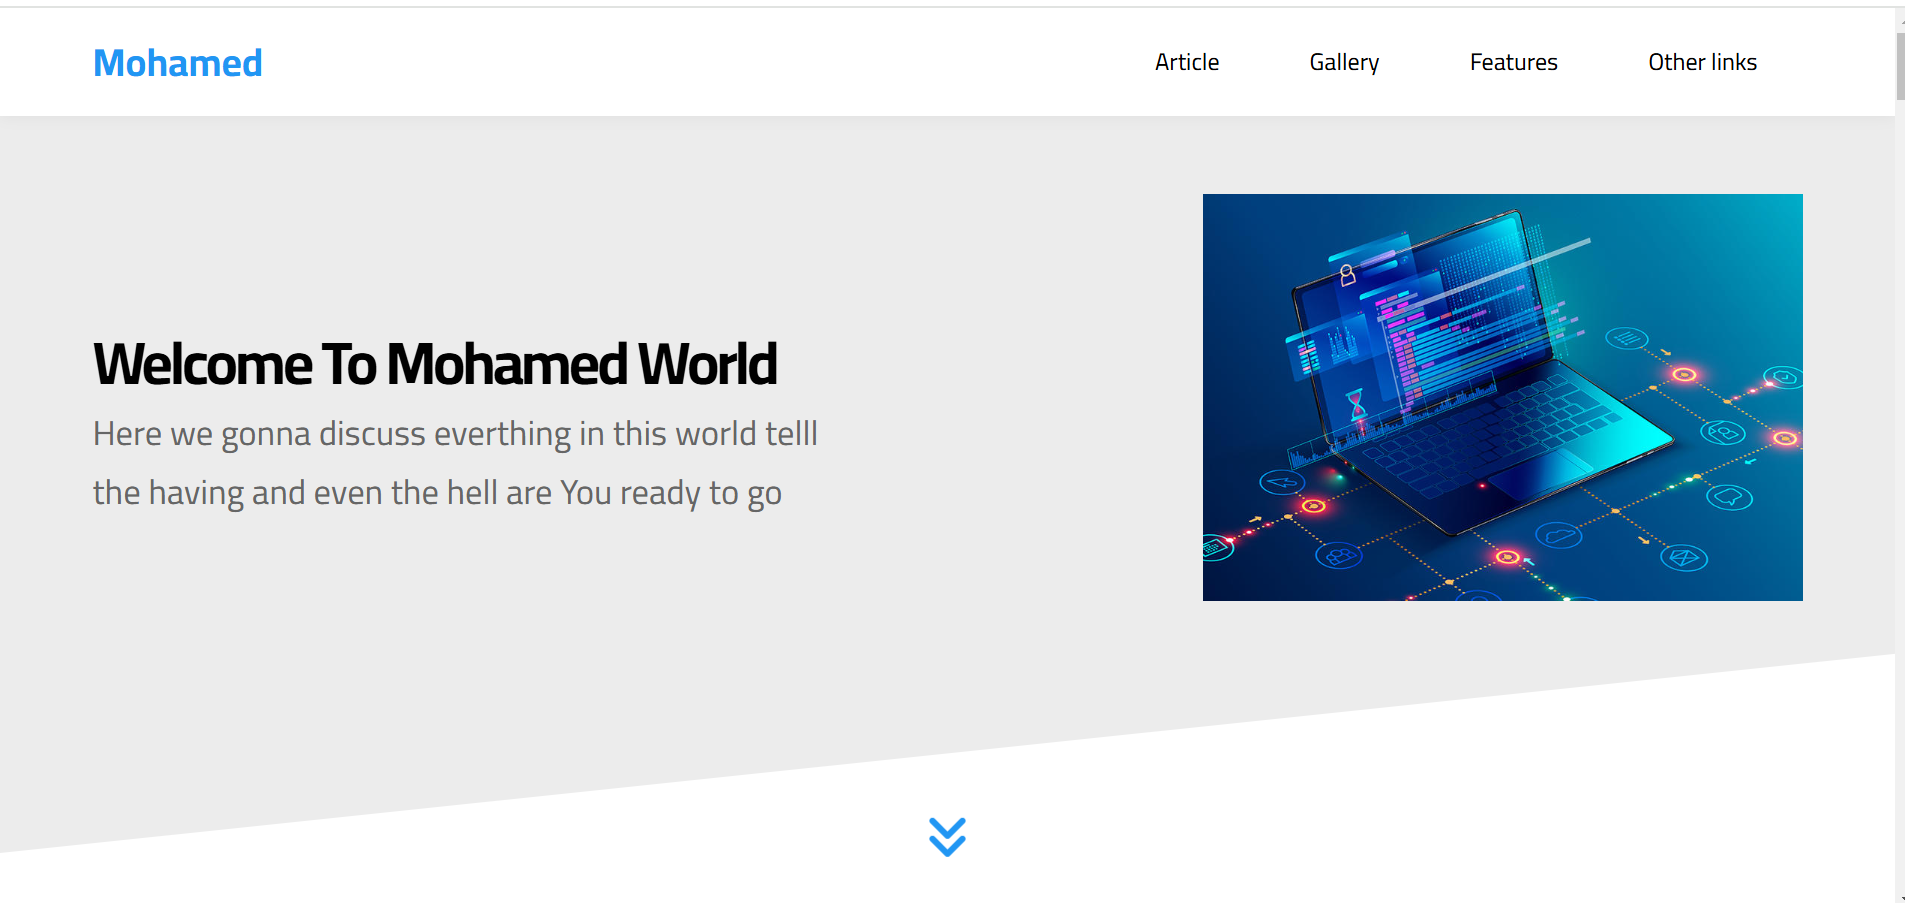 Mohamed
Article
Gallery
Features
Other links
Welcome To Mohamed World
Here we gonna discuss everthing in this world telll
the having and even the hell are You ready to go